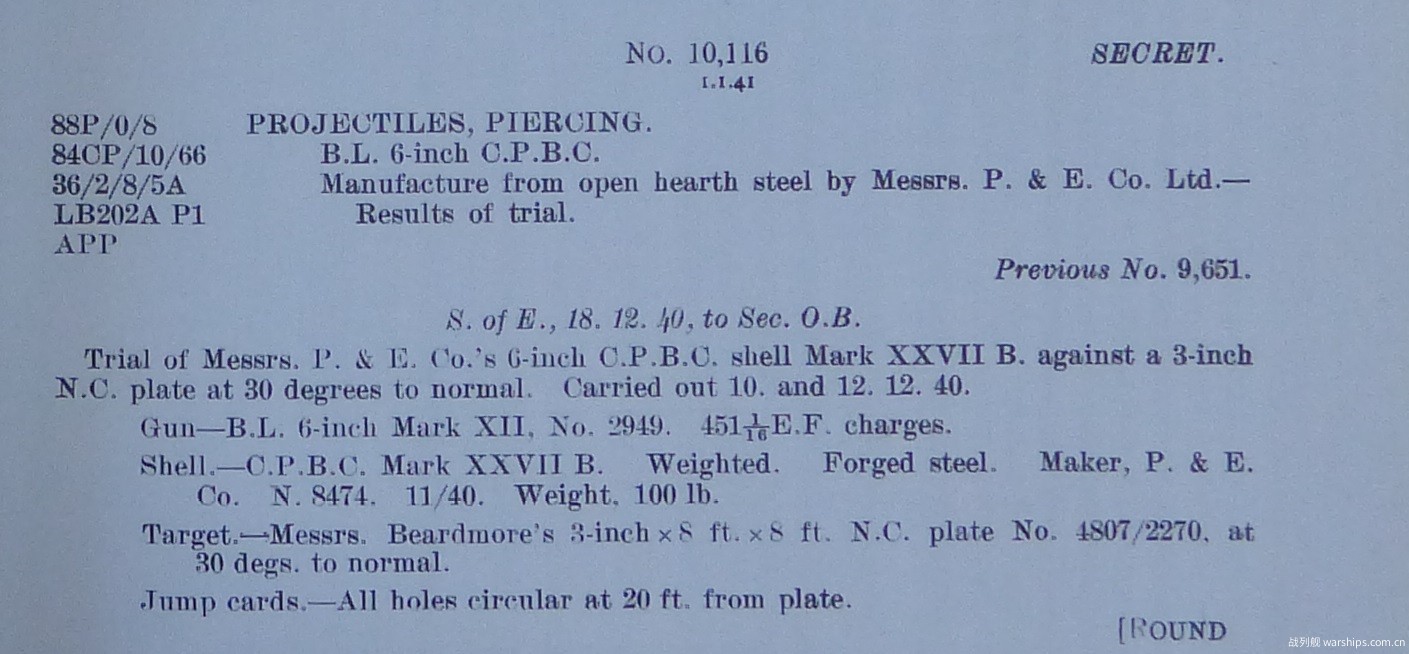 No. 10,116 SECRET.
1.1.41
88P/0/8 PROJECTILES, PIERCING.
84CP/10/66 B.L. 6-inch C.P.B.C.
36/2/8/5A Manufacture from open hearth steel by Messrs. P. & E. Co. Ltd.—
LB202A P1 Results of trial.
APP
Previous No. 9,651.
S. of E., 18. 12. 40, to Sec. O.B.
Trial of Messrs. P. & E. Co.'s 6-inch C.P.B.C. shell Mark XXVII B. against a 3-inch
N.C. plate at 30 degrees to normal. Carried out 10. and 12. 12. 40.
Gun—B.L. 6-inch Mark XII, No. 2949. 451 1/16 E.F. charges.
Shell.—C.P.B.C. Mark XXVII B. Weighted. Forged steel. Maker, P. & E.
Co. N. 8474. 11/40. Weight, 100 lb.
Target.—Messrs. Beardmore's 3-inch × 8 ft. × 8 ft. N.C. plate No. 4807/2270, at
30 degs. to normal.
Jump cards.—All holes circular at 20 ft. from plate.
[ROUND
战列舰 warships.com.cn